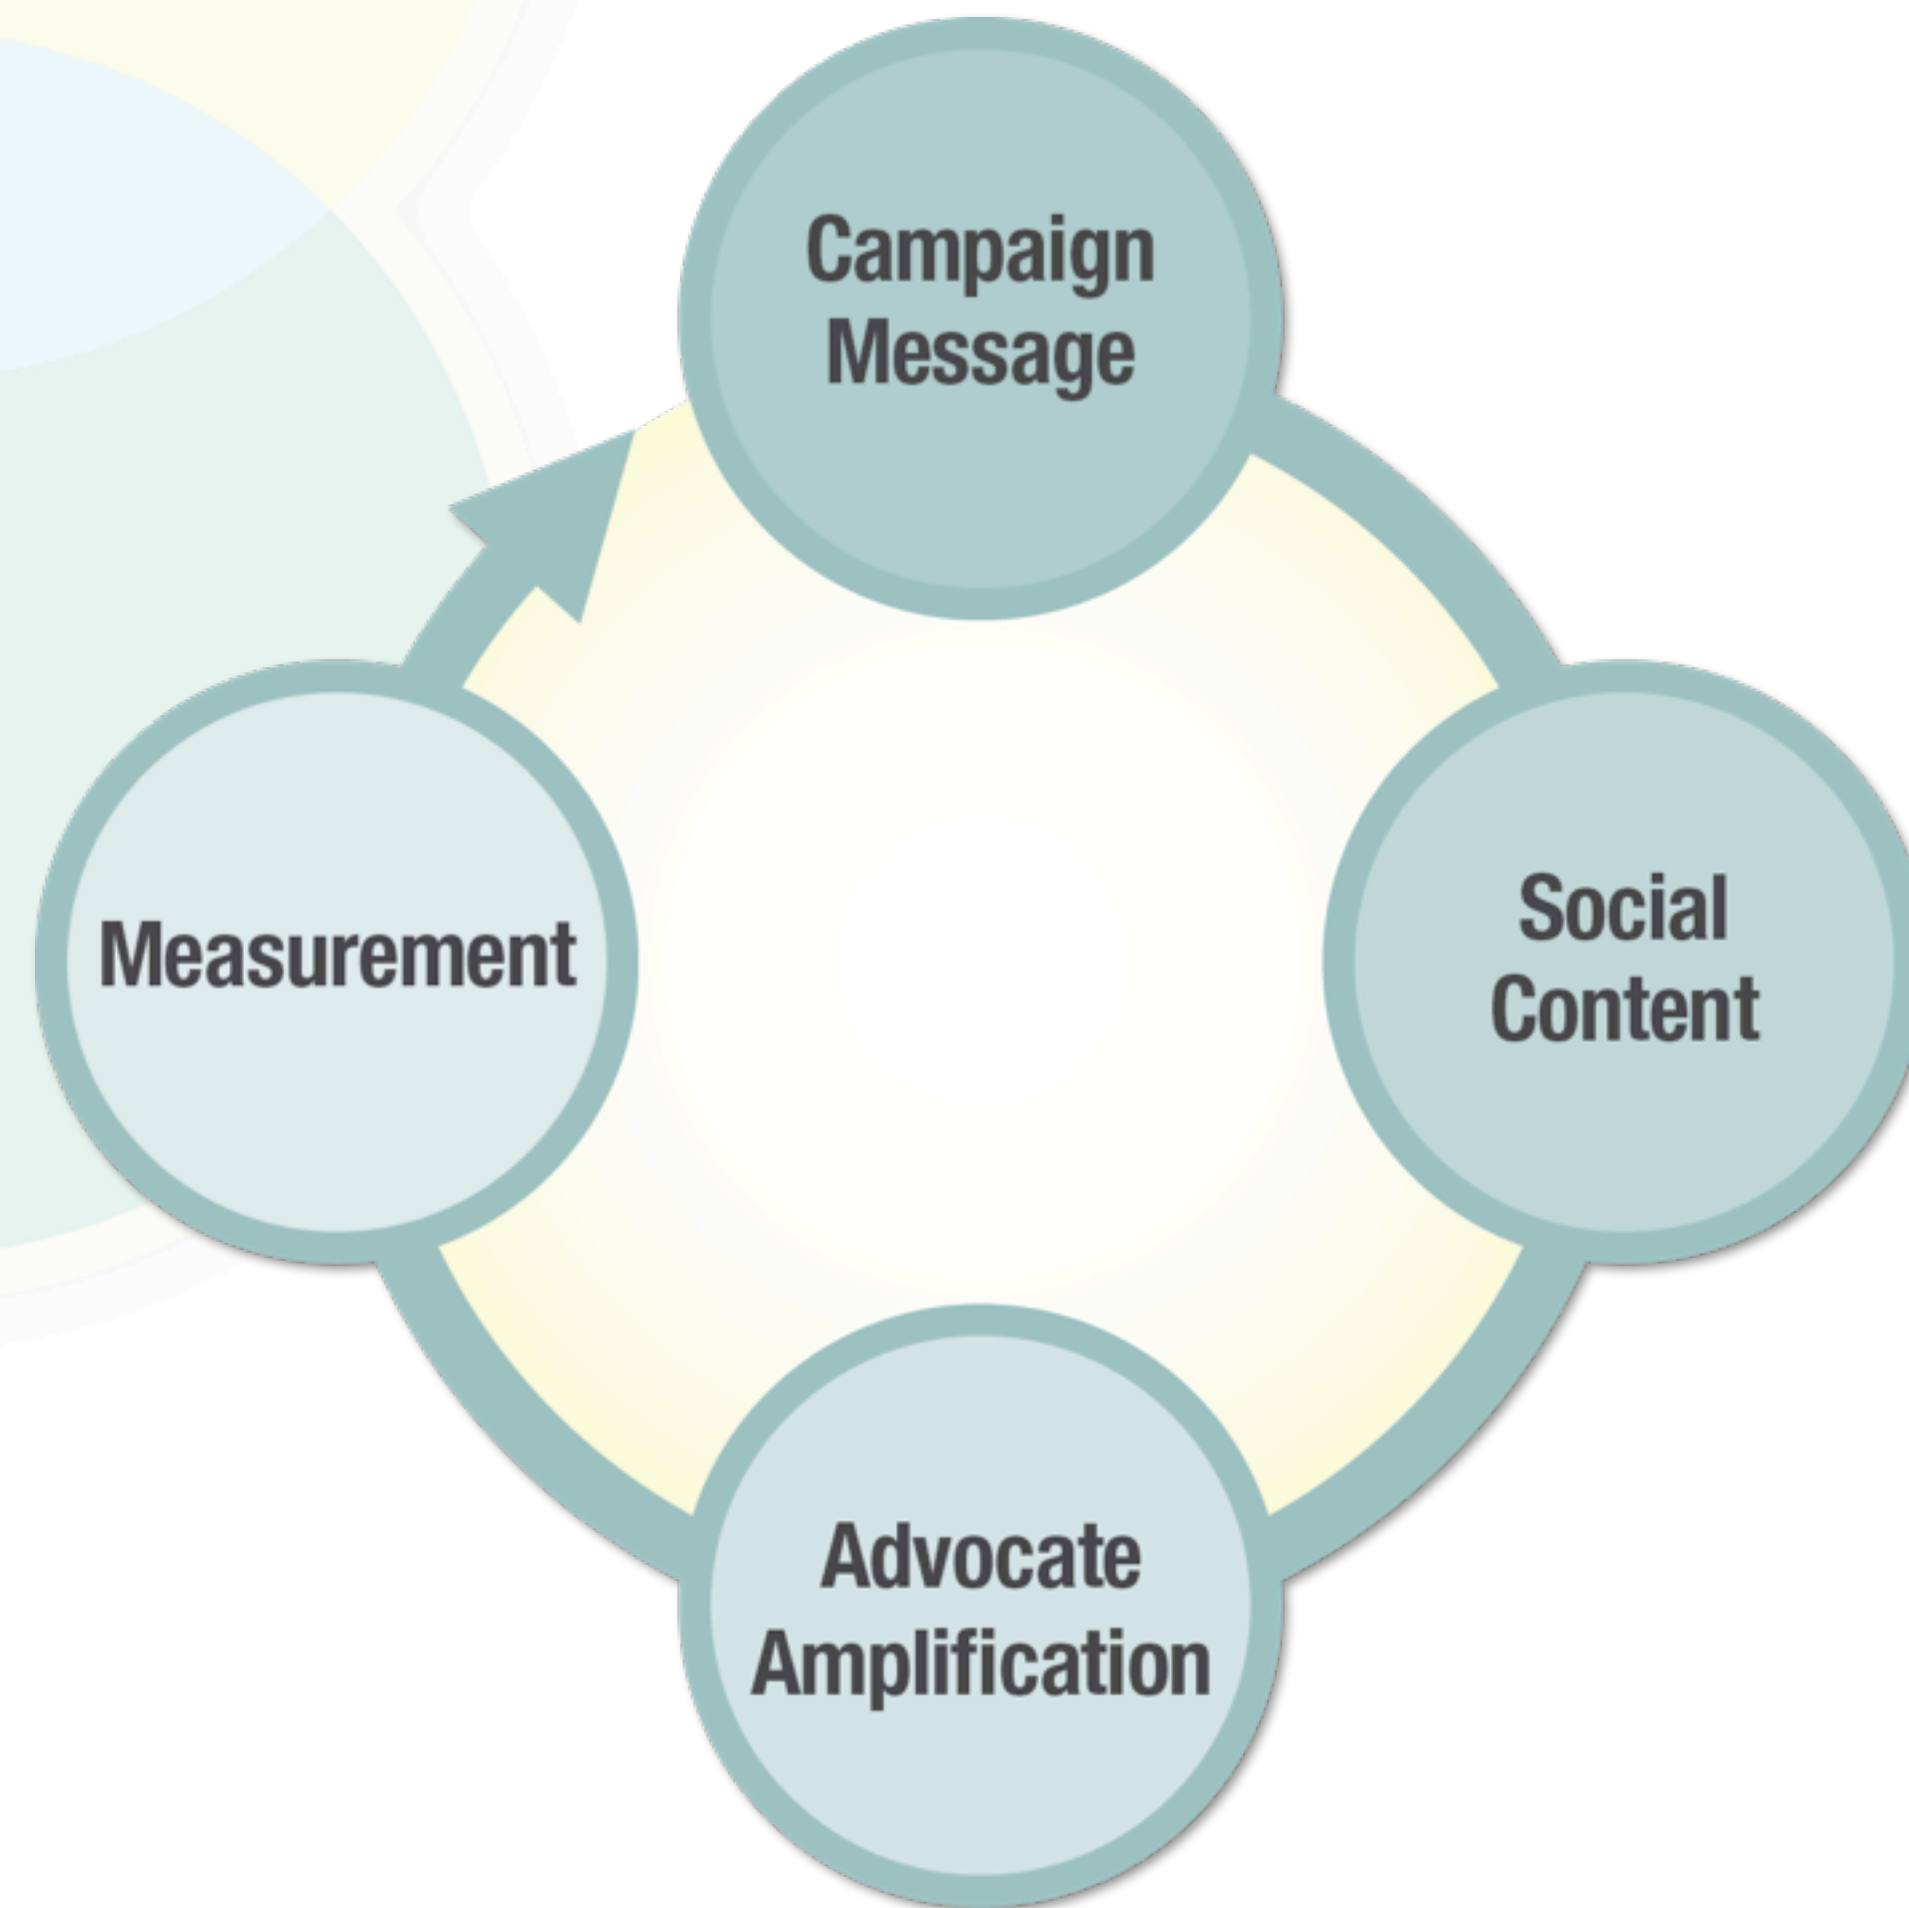 Campaign
Message
Social
Content
Advocate
Amplification
Measurement